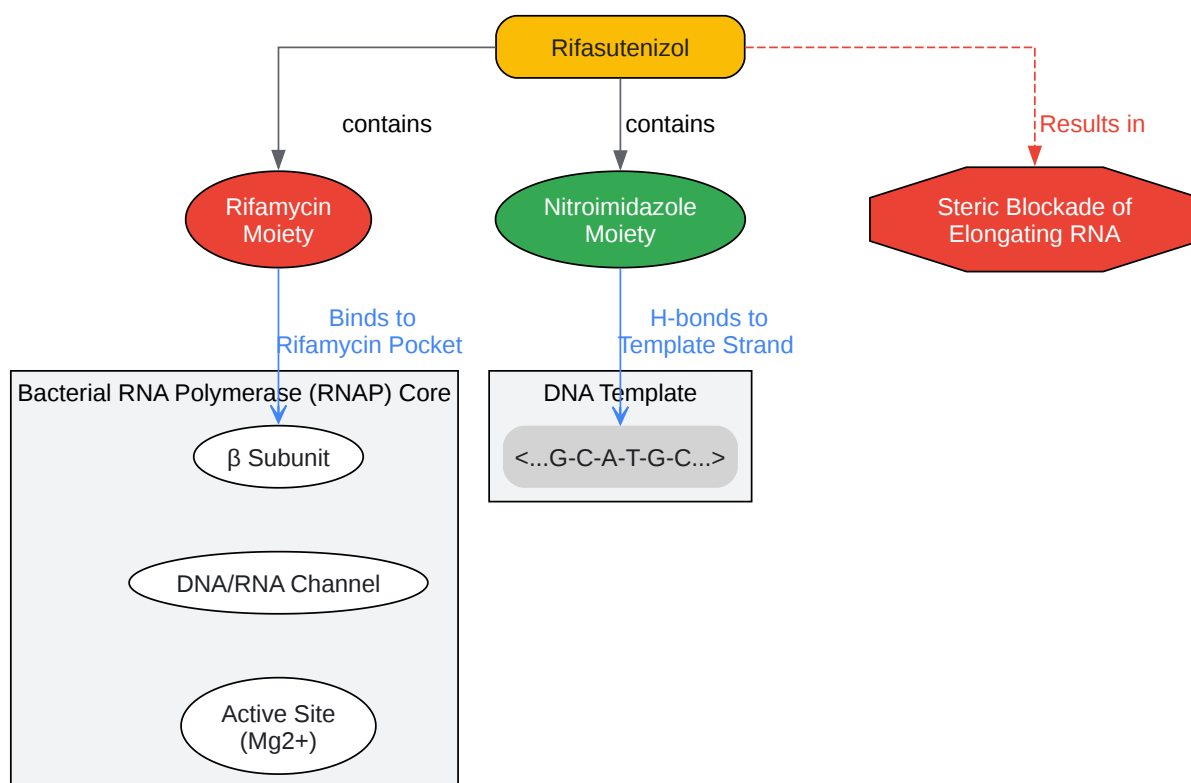 Rifasutenizol
contains
contains
Results in
Rifamycin
Moiety
Nitroimidazole
Moiety
Steric Blockade of
Elongating RNA
Binds to
Rifamycin Pocket
H-bonds to
Template Strand
Bacterial RNA Polymerase (RNAP) Core
DNA Template
β Subunit
<...G-C-A-T-G-C...>
DNA/RNA Channel
Active Site
(Mg2+)